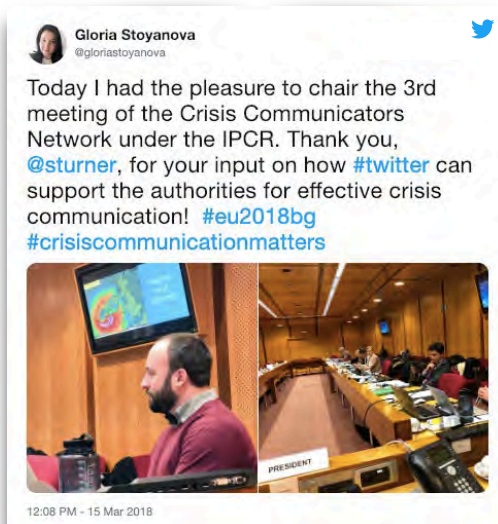 Gloria Stoyanova
@gloriastoyanova
Today I had the pleasure to chair the 3rd
meeting of the Crisis Communicators
Network under the IPCR. Thank you,
@sturner, for your input on how #twitter can
support the authorities for effective crisis
communication! #eu2018bg
#crisiscommunicationmatters
PRESIDENT
12:08 PM - 15 Mar 2018